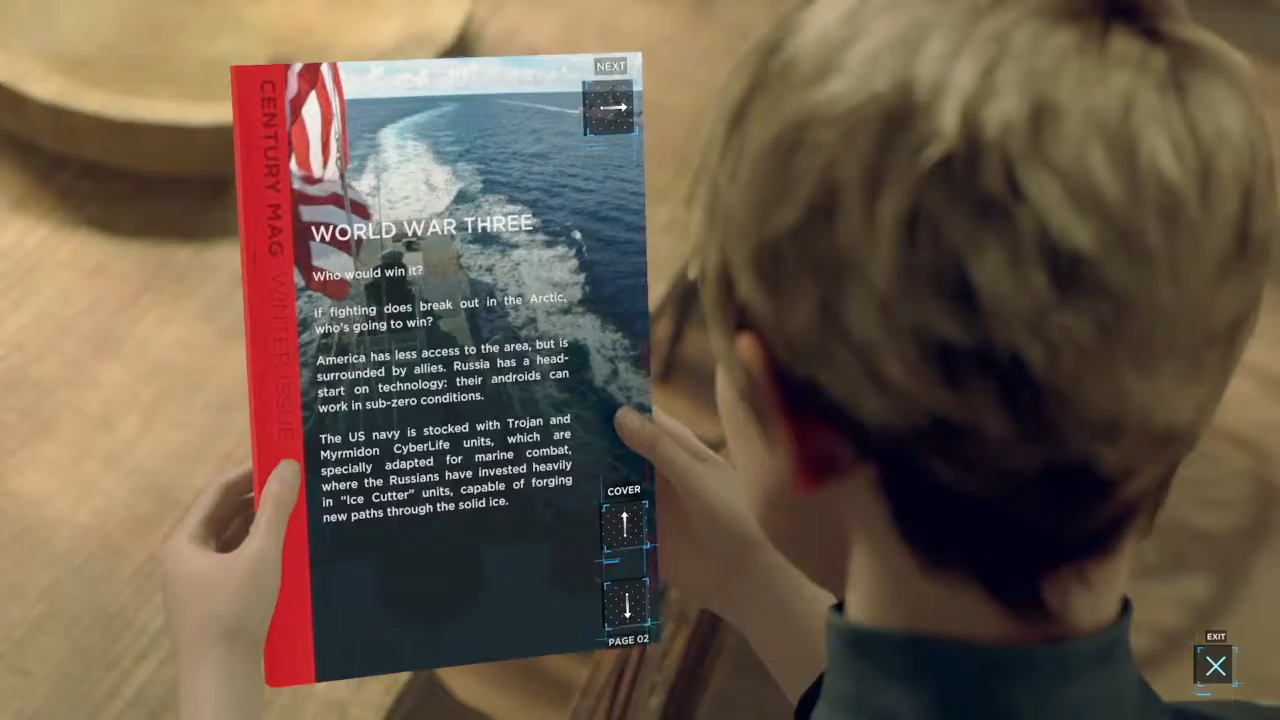 CENTURY MAG WINTER ISSUE
NEXT
WORLD WAR THREE
Who would win it?
If fighting does break out in the Arctic,
who's going to win?
America has less access to the area, but is
surrounded by allies. Russia has a head-
start on technology: their androids can
work in sub-zero conditions.
The US navy is stocked with Trojan and
Myrmidon CyberLife units, which are
specially adapted for marine combat,
where the Russians have invested heavily
in “Ice Cutter” units, capable of forging
new paths through the solid ice.
COVER
PAGE 02
EXIT